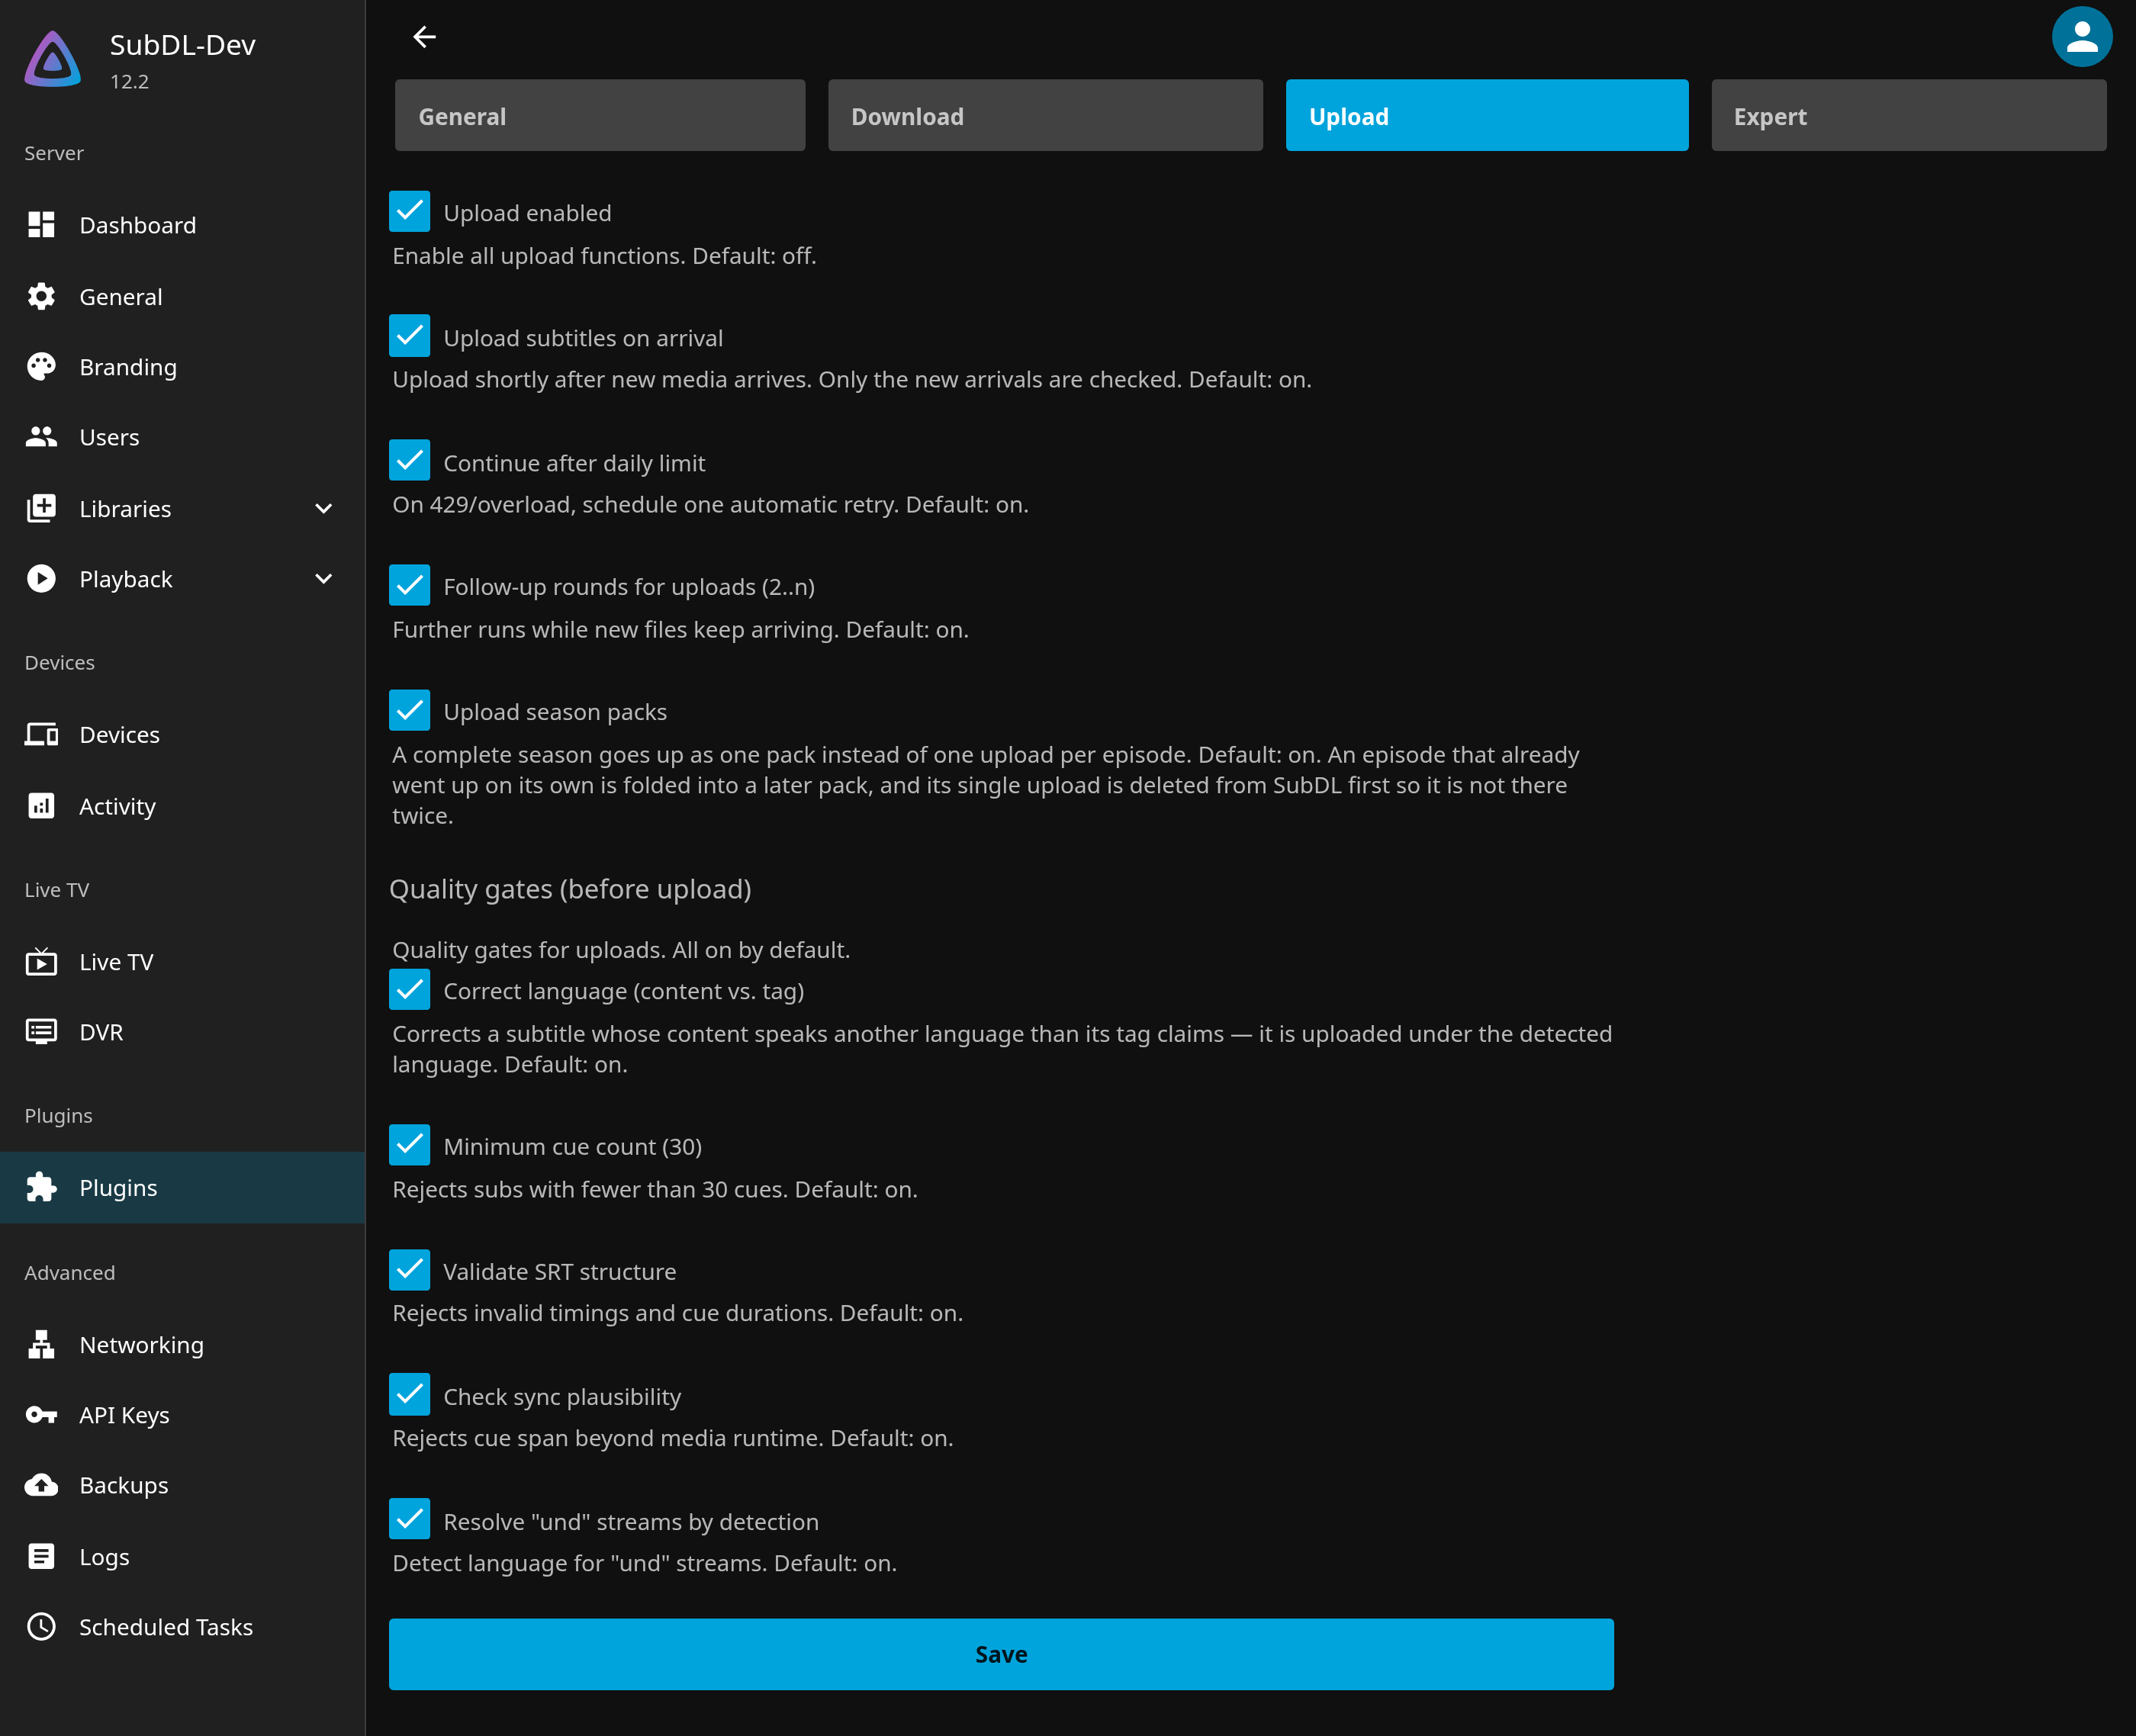 SubDL-Dev
12.2
Server
Dashboard
General
Branding
Users
Libraries
Playback
Devices
Devices
Activity
Live TV
Live TV
DVR
Plugins
Plugins
Advanced
Networking
API Keys
Backups
Logs
Scheduled Tasks
General
Download
Upload
Expert
Upload enabled
Enable all upload functions. Default: off.
Upload subtitles on arrival
Upload shortly after new media arrives. Only the new arrivals are checked. Default: on.
Continue after daily limit
On 429/overload, schedule one automatic retry. Default: on.
Follow-up rounds for uploads (2..n)
Further runs while new files keep arriving. Default: on.
Upload season packs
A complete season goes up as one pack instead of one upload per episode. Default: on. An episode that already
went up on its own is folded into a later pack, and its single upload is deleted from SubDL first so it is not there
twice.
Quality gates (before upload)
Quality gates for uploads. All on by default.
Correct language (content vs. tag)
Corrects a subtitle whose content speaks another language than its tag claims — it is uploaded under the detected
language. Default: on.
Minimum cue count (30)
Rejects subs with fewer than 30 cues. Default: on.
Validate SRT structure
Rejects invalid timings and cue durations. Default: on.
Check sync plausibility
Rejects cue span beyond media runtime. Default: on.
Resolve "und" streams by detection
Detect language for "und" streams. Default: on.
Save